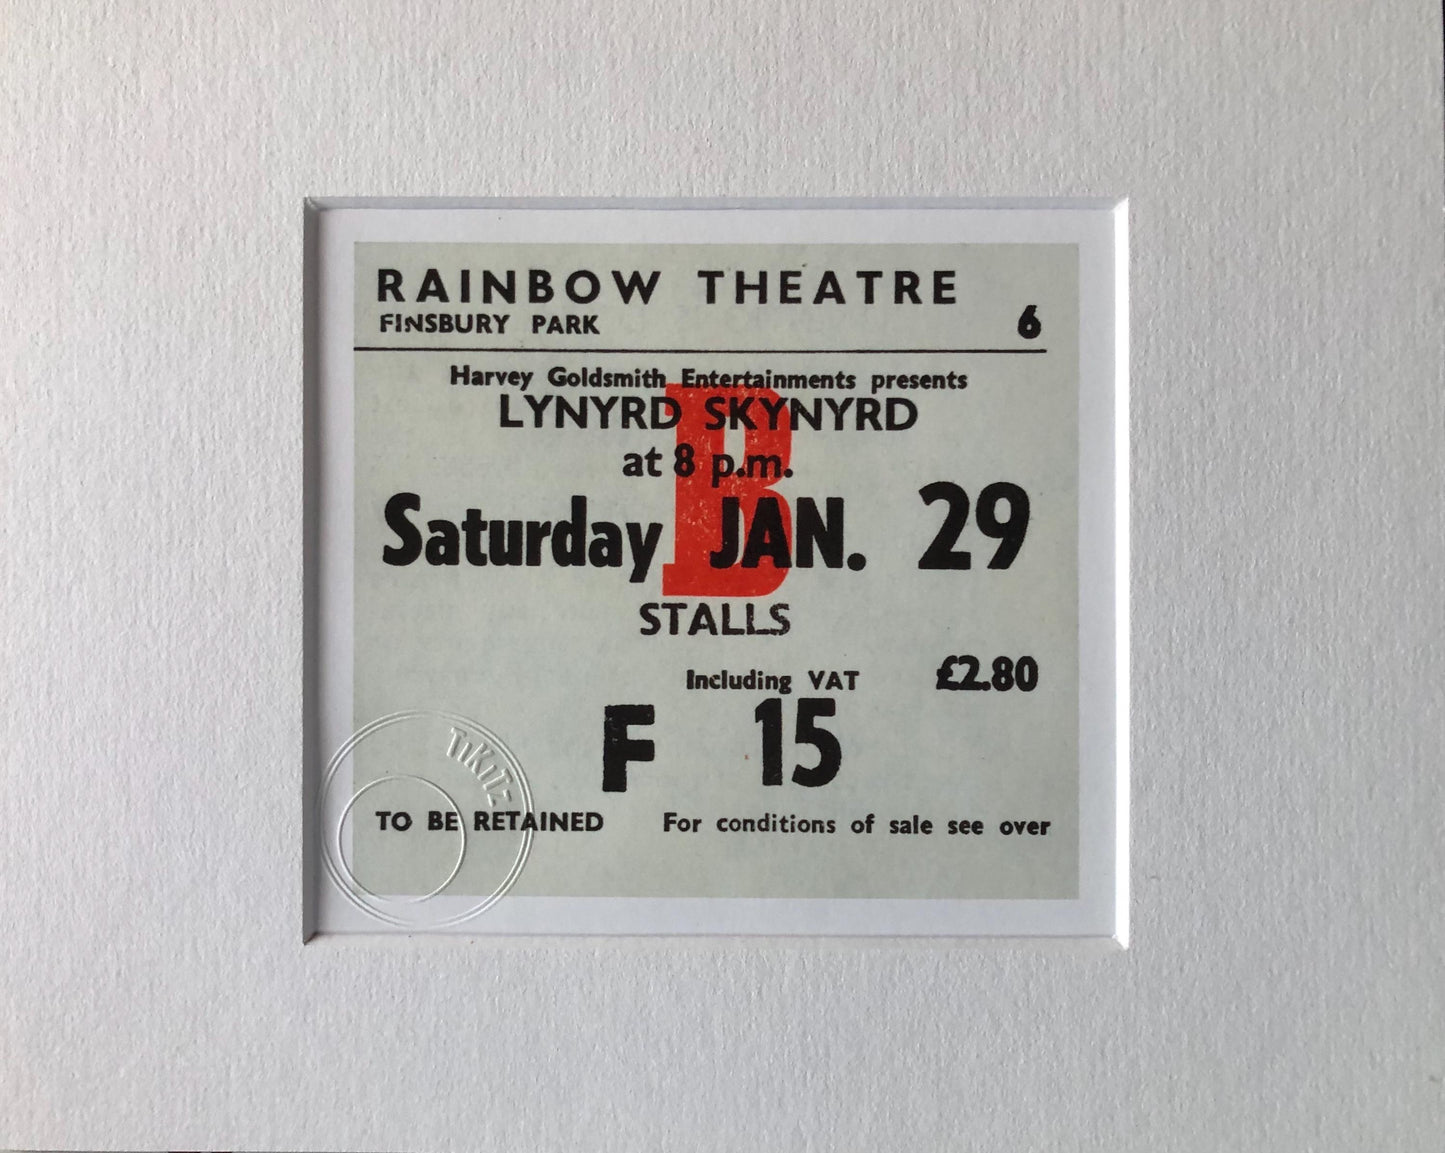 RAINBOW THEATRE
FINSBURY PARK 6
Harvey Goldsmith Entertainments presents
LYNYRD SKYNYRD
at 8 p.m.
B
Saturday JAN. 29
STALLS
Including VAT £2.80
F 15
TIKITZ
TO BE RETAINED For conditions of sale see over